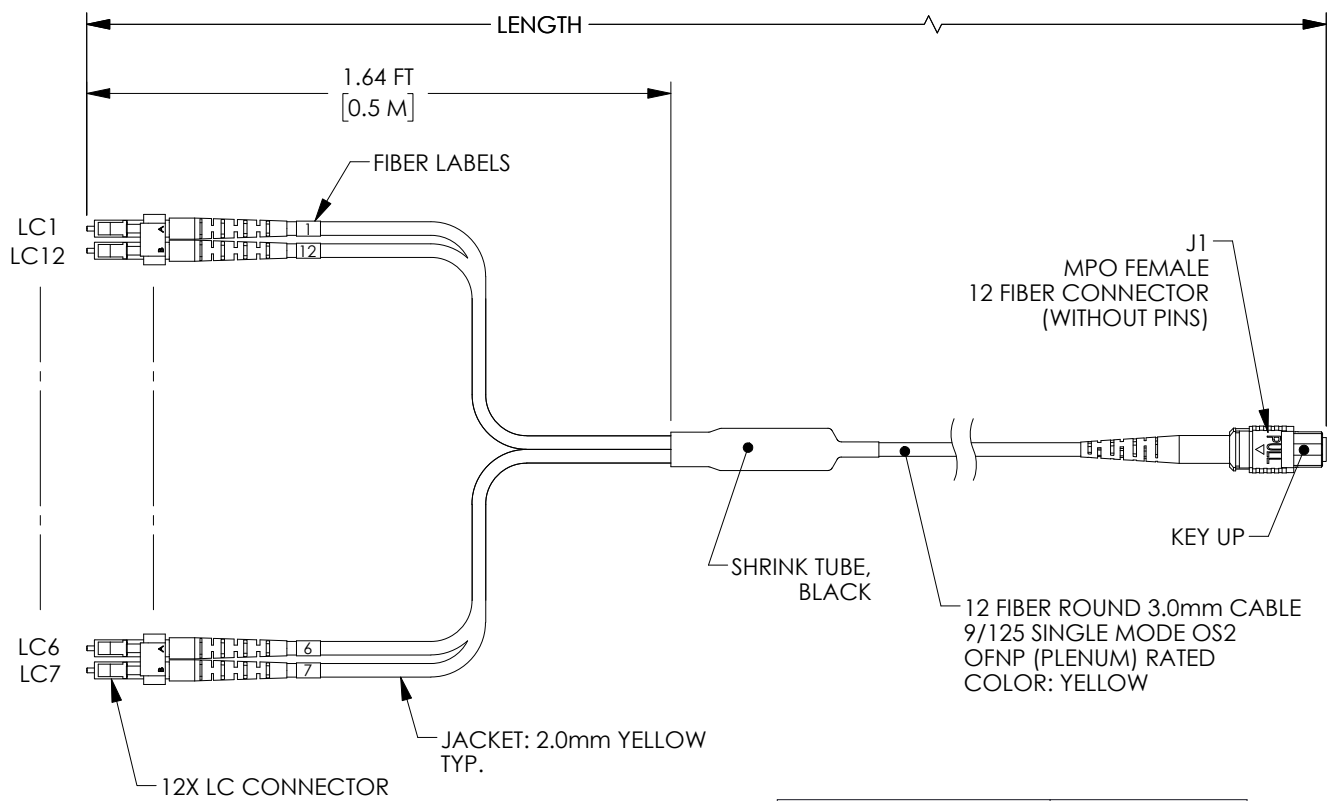 LENGTH
1.64 FT
[0.5 M]
FIBER LABELS
LC1
LC12
A
B
1
12
J1
MPO FEMALE
12 FIBER CONNECTOR
(WITHOUT PINS)
PULL
KEY UP
SHRINK TUBE,
BLACK
12 FIBER ROUND 3.0mm CABLE
9/125 SINGLE MODE OS2
OFNP (PLENUM) RATED
COLOR: YELLOW
LC6
LC7
A
B
6
7
JACKET: 2.0mm YELLOW
TYP.
12X LC CONNECTOR